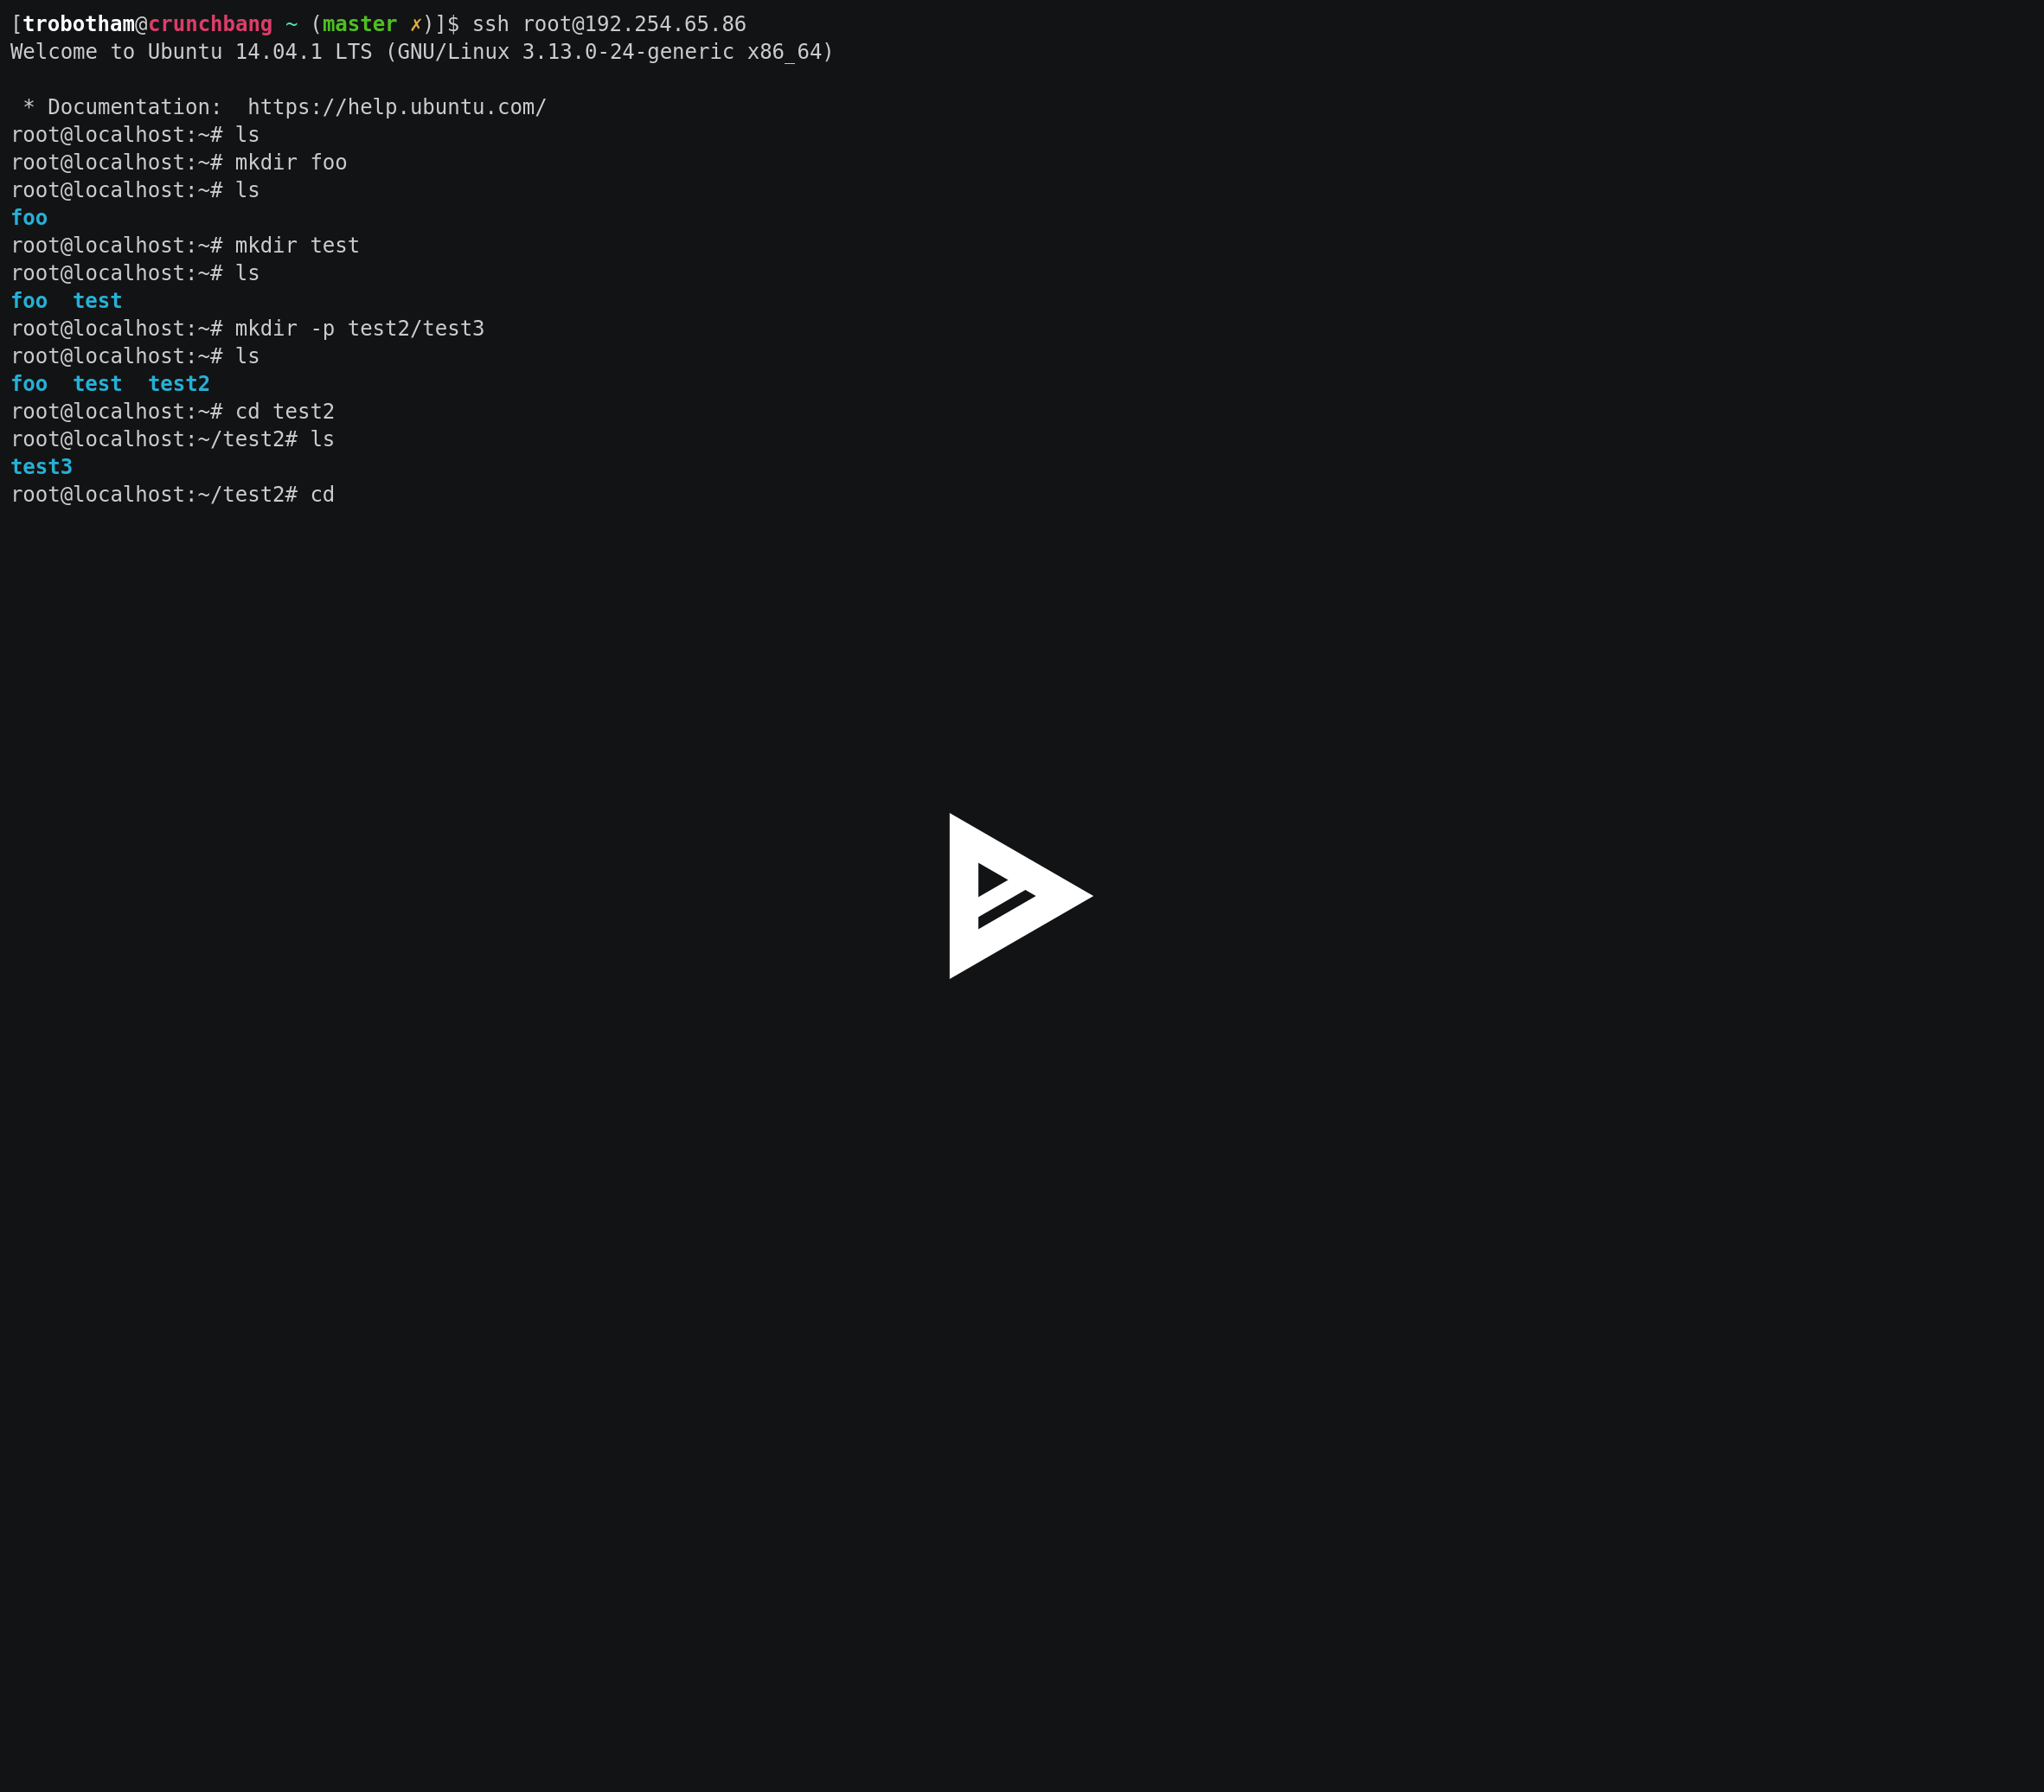 [trobotham@crunchbang ~ (master ✗)]$ ssh root@192.254.65.86
Welcome to Ubuntu 14.04.1 LTS (GNU/Linux 3.13.0-24-generic x86_64)

 * Documentation:  https://help.ubuntu.com/
root@localhost:~# ls
root@localhost:~# mkdir foo
root@localhost:~# ls
foo
root@localhost:~# mkdir test
root@localhost:~# ls
foo  test
root@localhost:~# mkdir -p test2/test3
root@localhost:~# ls
foo  test  test2
root@localhost:~# cd test2
root@localhost:~/test2# ls
test3
root@localhost:~/test2# cd